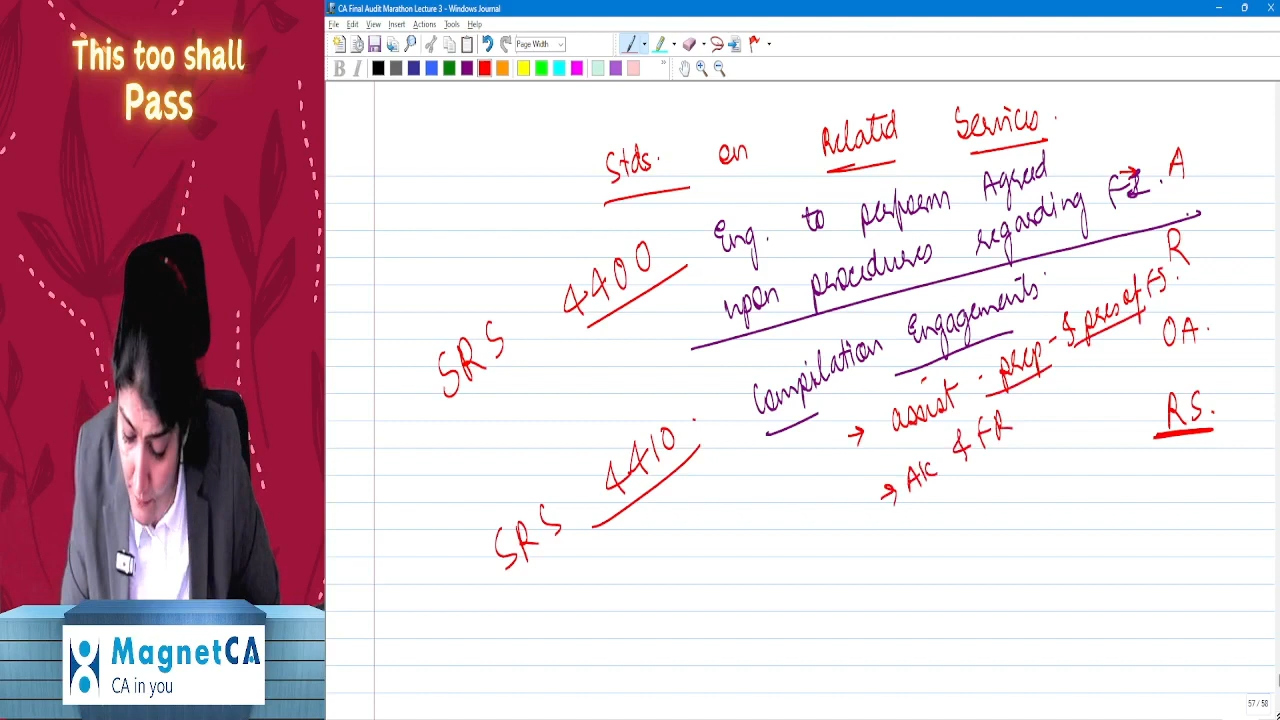 This too shall
Pass
CA Final Audit Marathon Lecture 3 - Windows Journal
File Edit View Insert Actions Tools Help
Page Width
B I
Stds. on Related Services.
SRS 4400 Eng. to perform Agreed
upon procedures regarding FI.
SRS 4410. Compilation Engagements.
→ assist - prep - & pres of FS.
→ AK & FR
→ A
R
OA.
RS.
MagnetCA
CA in you
57 / 58